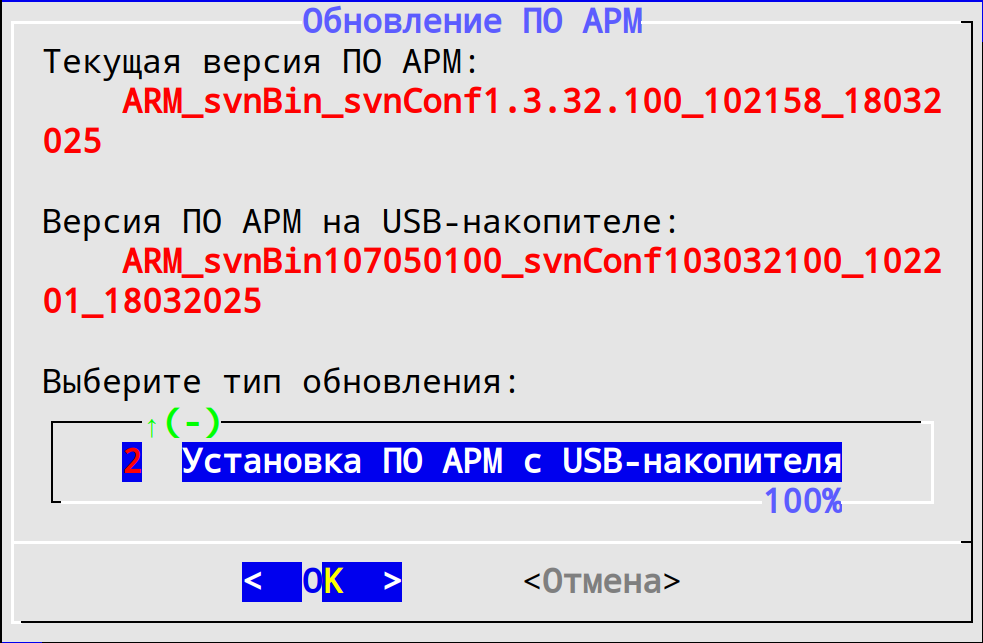 Обновление ПО АРМ
Текущая версия ПО АРМ:
ARM_svnBin_svnConf1.3.32.100_102158_18032
025
Версия ПО АРМ на USB-накопителе:
ARM_svnBin107050100_svnConf103032100_1022
01_18032025
Выберите тип обновления:
↑(-)
2 Установка ПО АРМ с USB-накопителя
100%
< OK > <Отмена>